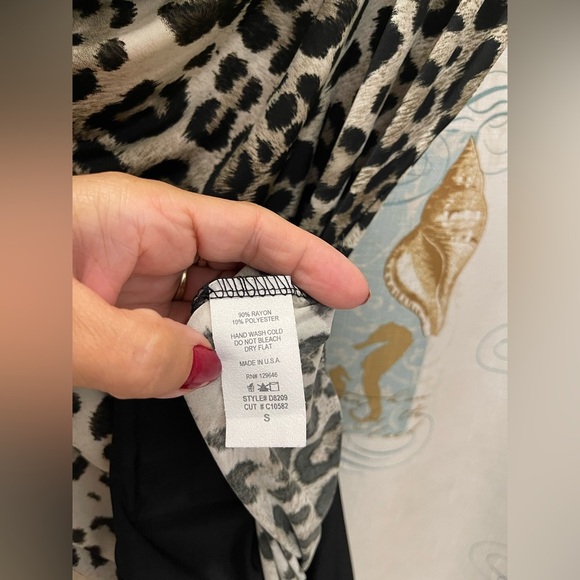 90% RAYON
10% POLYESTER
HAND WASH COLD
DO NOT BLEACH
DRY FLAT
MADE IN U.S.A.
RN# 129646
STYLE# D8209
CUT # C10582
S